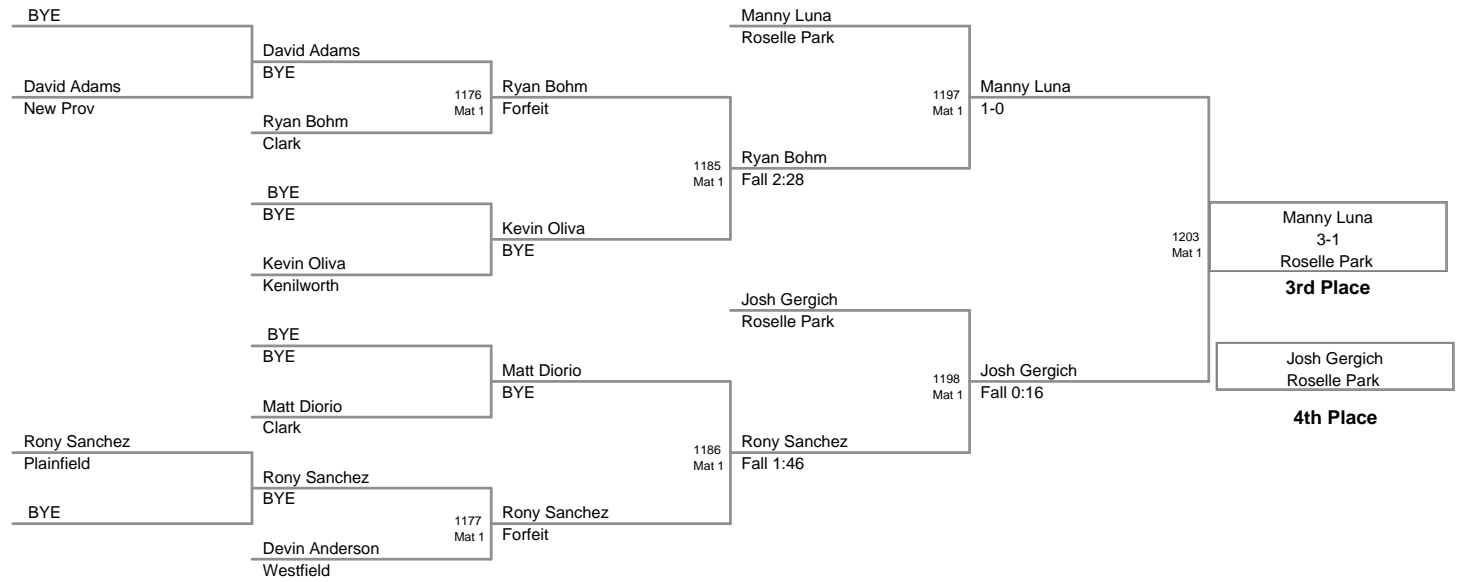 BYE
David Adams
New Prov
David Adams
BYE
Ryan Bohm
Clark
BYE
BYE
Kevin Oliva
Kenilworth
BYE
BYE
Matt Diorio
Clark
Rony Sanchez
Plainfield
BYE
Rony Sanchez
BYE
Devin Anderson
Westfield
1176
Mat 1
Ryan Bohm
Forfeit
Kevin Oliva
BYE
Matt Diorio
BYE
1177
Mat 1
Rony Sanchez
Forfeit
Manny Luna
Roselle Park
1185
Mat 1
Ryan Bohm
Fall 2:28
Josh Gergich
Roselle Park
1186
Mat 1
Rony Sanchez
Fall 1:46
1197
Mat 1
Manny Luna
1-0
1198
Mat 1
Josh Gergich
Fall 0:16
1203
Mat 1
Manny Luna
3-1
Roselle Park
3rd Place
Josh Gergich
Roselle Park
4th Place